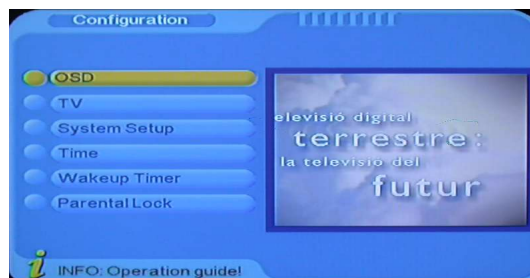 Configuration
OSD
TV
System Setup
Time
Wakeup Timer
Parental Lock
elevisió digital
terrestre:
la televisió del
futur
INFO: Operation guide!